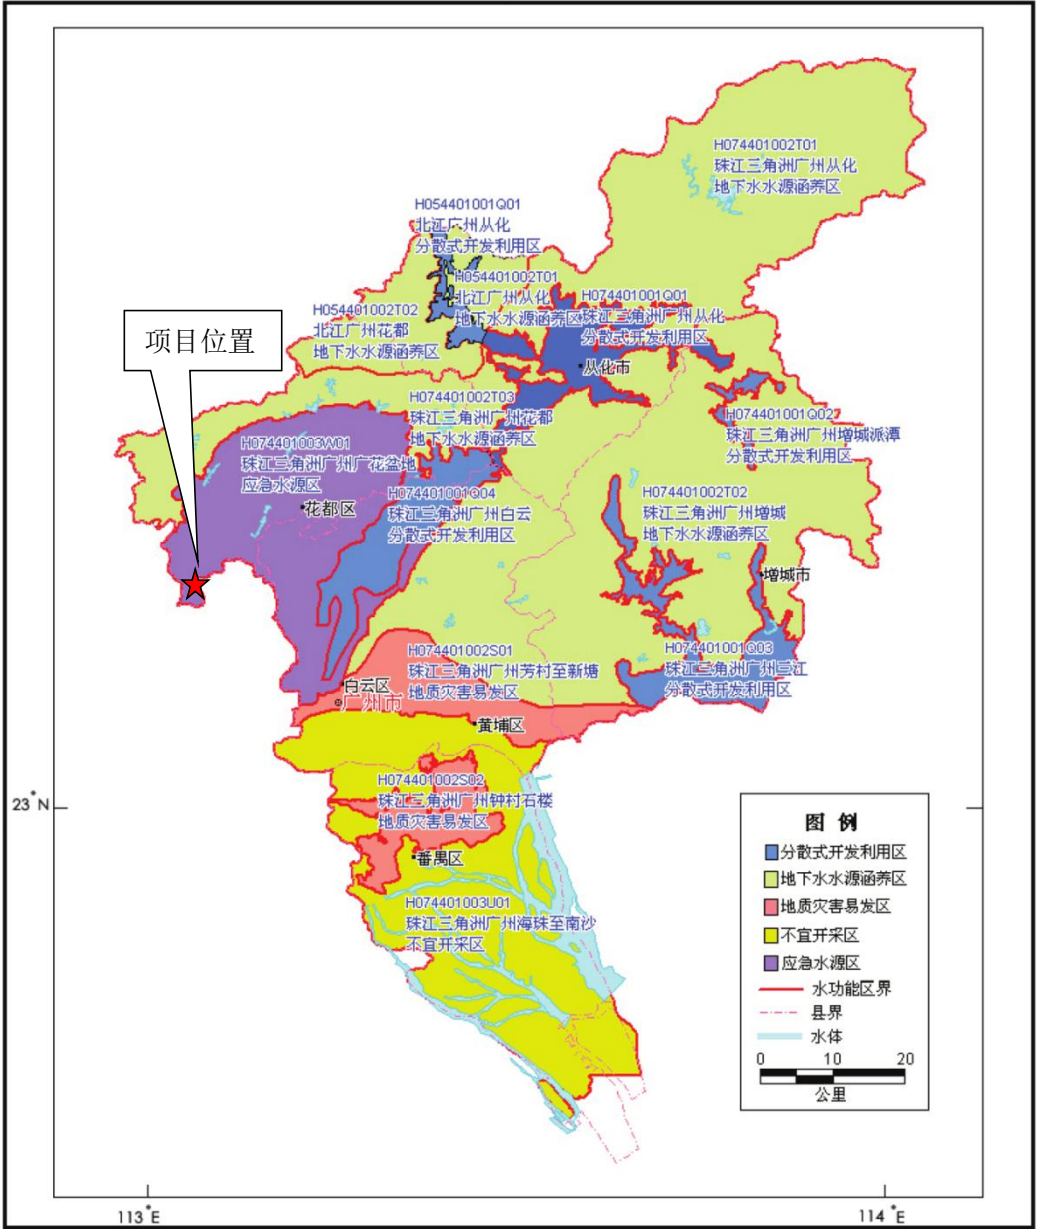 H074401002T01
珠江三角洲广州从化
地下水水源涵养区
H054401001Q01
北江广州从化
分散式开发利用区
H054401002T01
北江广州从化
地下水水源涵养区
H074401001Q01
珠江三角洲广州从化
分散式开发利用区
H054401002T02
北江广州花都
地下水水源涵养区
项目位置
从化市
H074401002T03
珠江三角洲广州花都
地下水水源涵养区
H074401001Q02
珠江三角洲广州增城派潭
分散式开发利用区
H074401003W01
珠江三角洲广州广花盆地
应急水源区
花都区
H074401001Q04
珠江三角洲广州白云
分散式开发利用区
H074401002T02
珠江三角洲广州增城
地下水水源涵养区
增城市
H074401002S01
珠江三角洲广州芳村至新塘
地质灾害易发区
H074401001Q03
珠江三角洲广州三江
分散式开发利用区
白云区
广州市
黄埔区
H074401002S02
珠江三角洲广州钟村石楼
地质灾害易发区
番禺区
H074401003U01
珠江三角洲广州海珠至南沙
不宜开采区
23°N
图 例
分散式开发利用区
地下水水源涵养区
地质灾害易发区
不宜开采区
应急水源区
水功能区界
县界
水体
0 10 20
公里
113°E
114°E